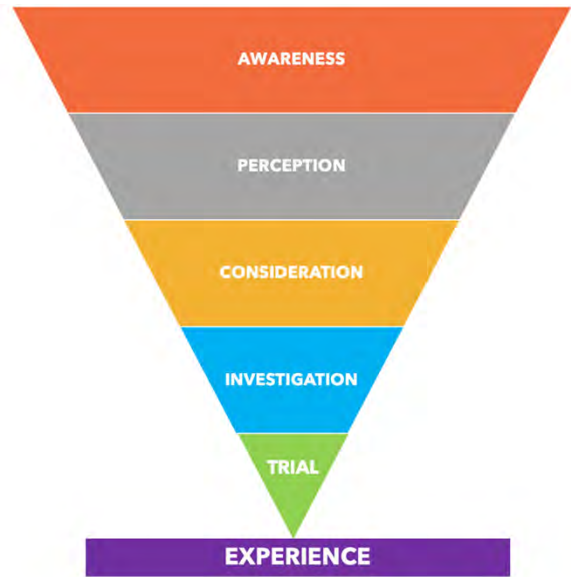 AWARENESS
PERCEPTION
CONSIDERATION
INVESTIGATION
TRIAL
EXPERIENCE